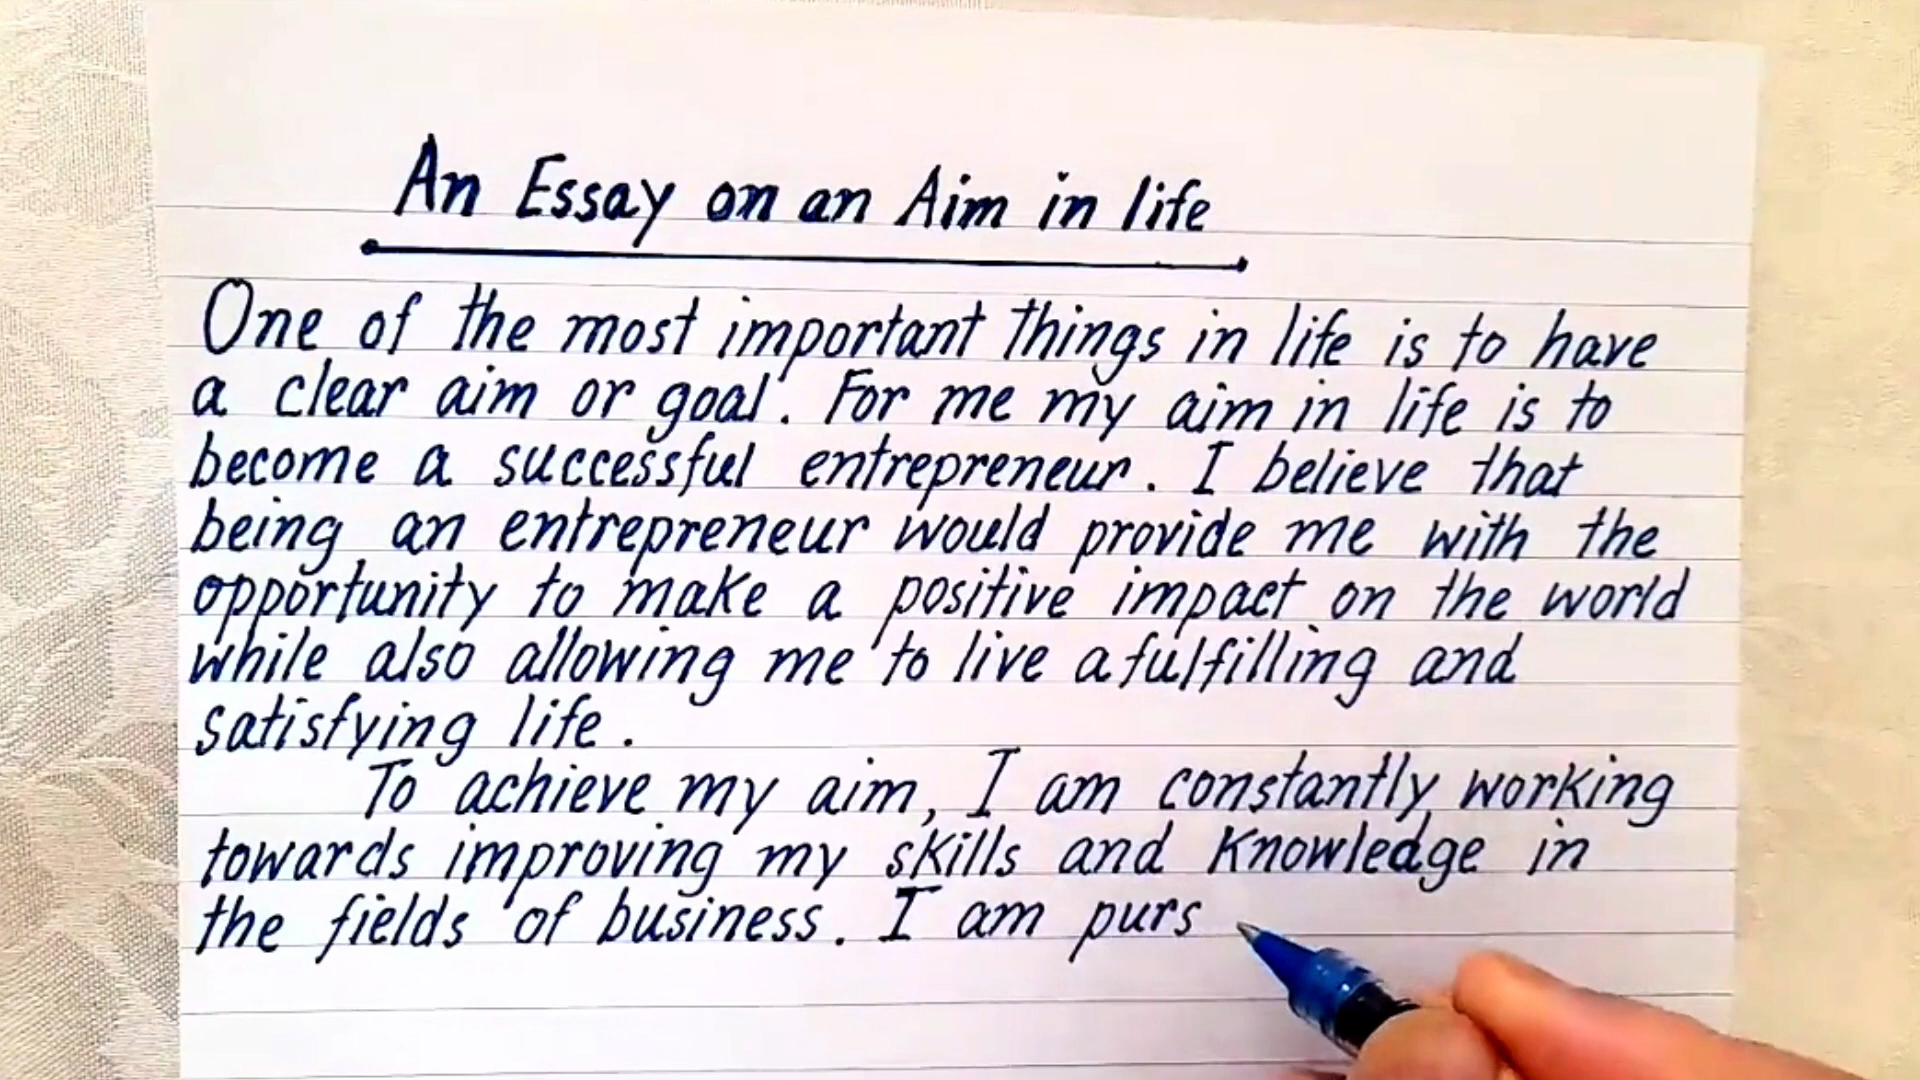 An Essay on an Aim in life
One of the most important things in life is to have
a clear aim or goal. For me my aim in life is to
become a successful entrepreneur. I believe that
being an entrepreneur would provide me with the
opportunity to make a positive impact on the world
while also allowing me to live a fulfilling and
satisfying life.
To achieve my aim, I am constantly working
towards improving my skills and Knowledge in
the fields of business. I am purs